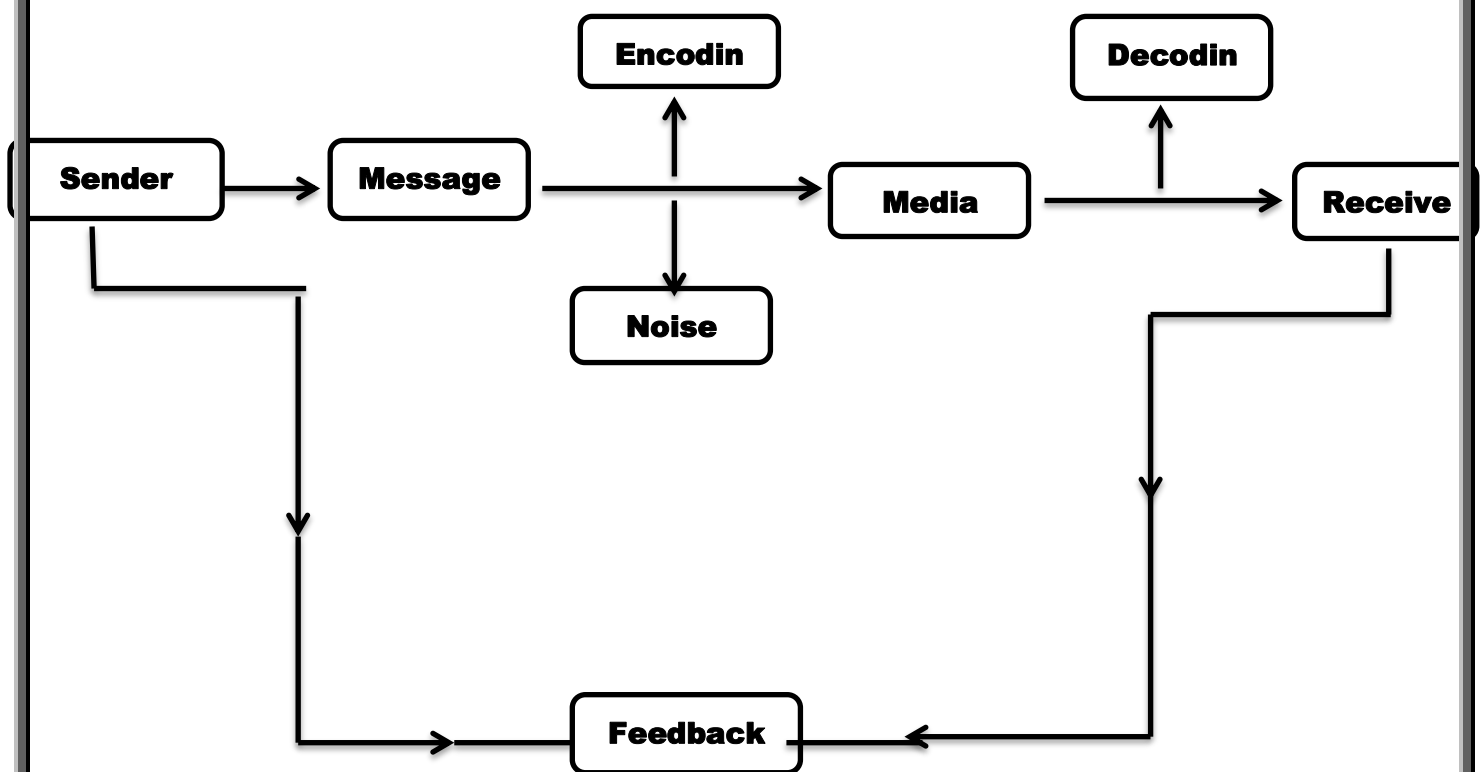 Encodin
Decodin
Sender
Message
Media
Receive
Noise
Feedback